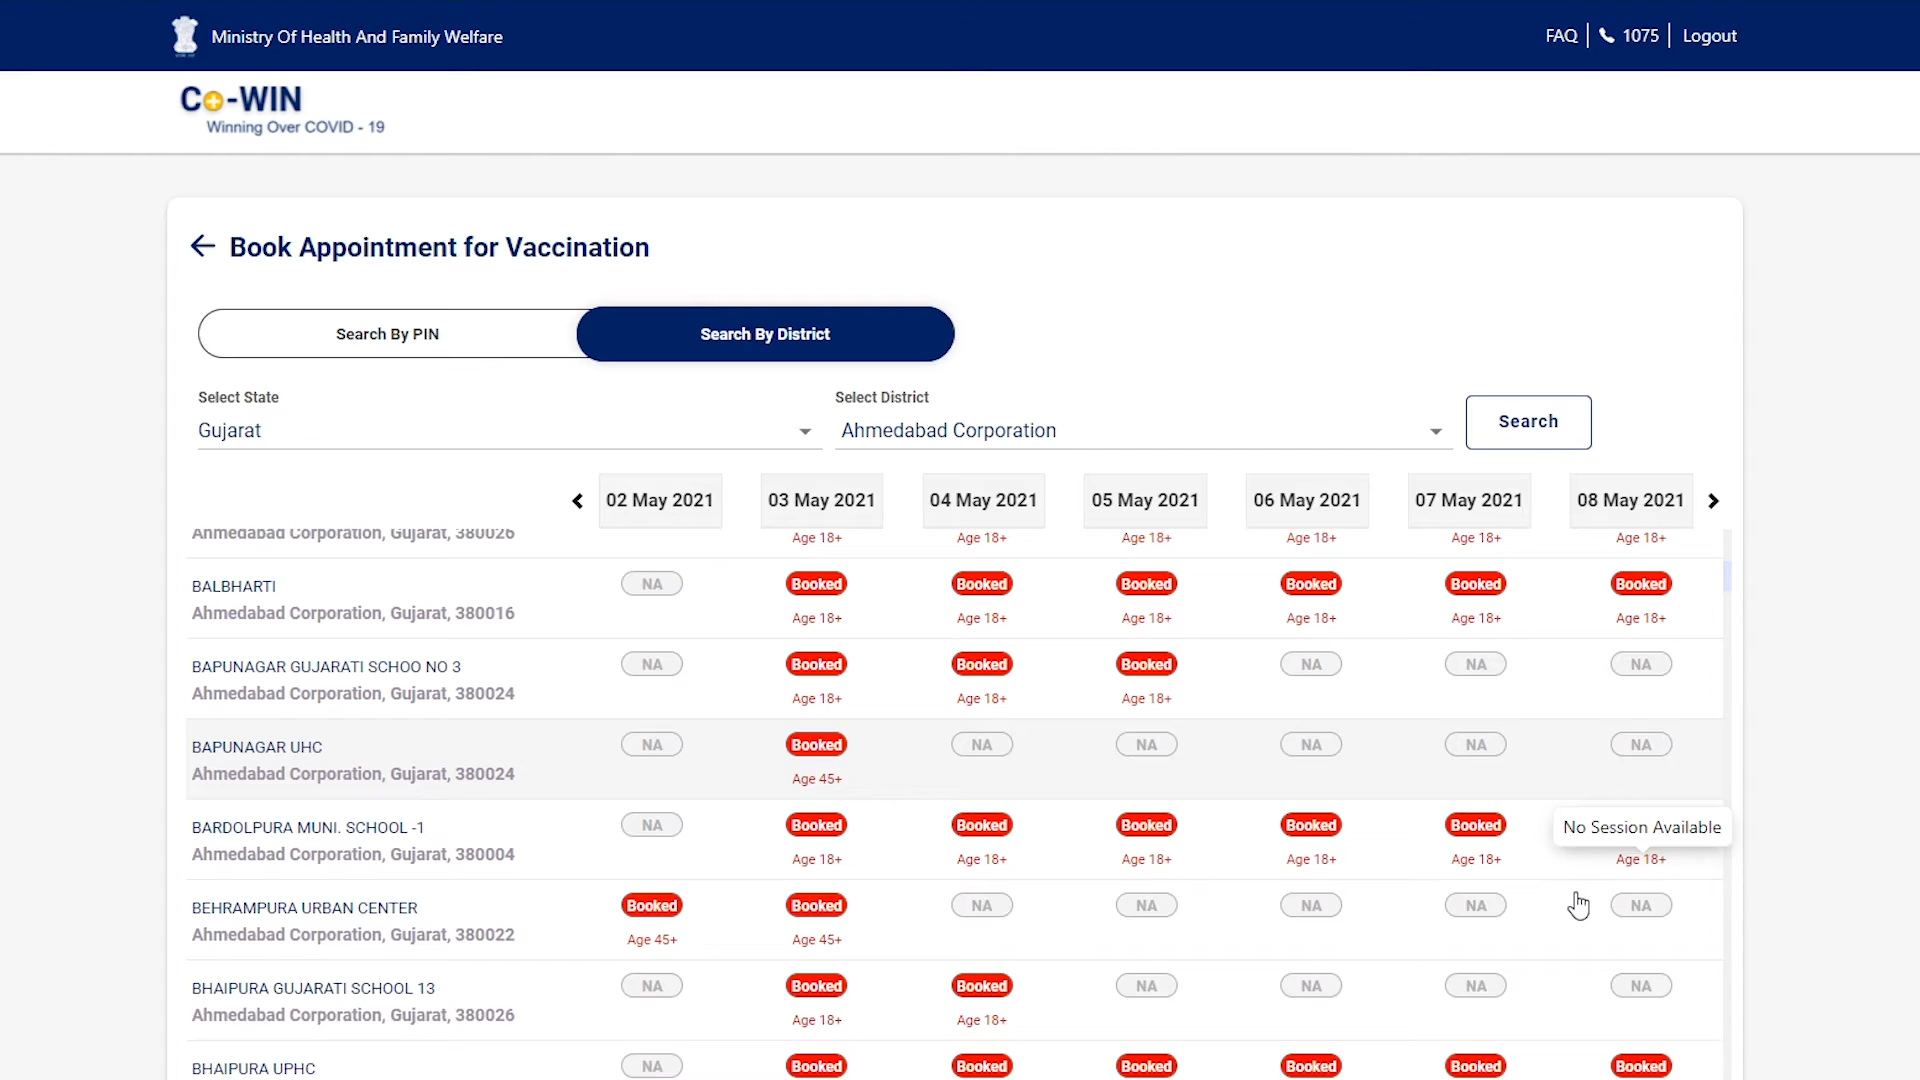 Ministry Of Health And Family Welfare
FAQ 1075 Logout
Co-WIN
Winning Over COVID - 19
Book Appointment for Vaccination
Search By PIN Search By District
Select State Select District
Gujarat Ahmedabad Corporation Search
02 May 2021 03 May 2021 04 May 2021 05 May 2021 06 May 2021 07 May 2021 08 May 2021
Ahmedabad Corporation, Gujarat, 380026 Age 18+ Age 18+ Age 18+ Age 18+ Age 18+ Age 18+
BALBHARTI NA Booked Booked Booked Booked Booked Booked
Ahmedabad Corporation, Gujarat, 380016 Age 18+ Age 18+ Age 18+ Age 18+ Age 18+ Age 18+
BAPUNAGAR GUJARATI SCHOO NO 3 NA Booked Booked Booked NA NA NA
Ahmedabad Corporation, Gujarat, 380024 Age 18+ Age 18+ Age 18+
BAPUNAGAR UHC NA Booked NA NA NA NA NA
Ahmedabad Corporation, Gujarat, 380024 Age 45+
BARDOLPURA MUNI. SCHOOL -1 NA Booked Booked Booked Booked Booked No Session Available
Ahmedabad Corporation, Gujarat, 380004 Age 18+ Age 18+ Age 18+ Age 18+ Age 18+ Age 18+
BEHRAMPURA URBAN CENTER Booked Booked NA NA NA NA NA
Ahmedabad Corporation, Gujarat, 380022 Age 45+ Age 45+
BHAIPURA GUJARATI SCHOOL 13 NA Booked Booked NA NA NA NA
Ahmedabad Corporation, Gujarat, 380026 Age 18+ Age 18+
BHAIPURA UPHC NA Booked Booked Booked Booked Booked Booked